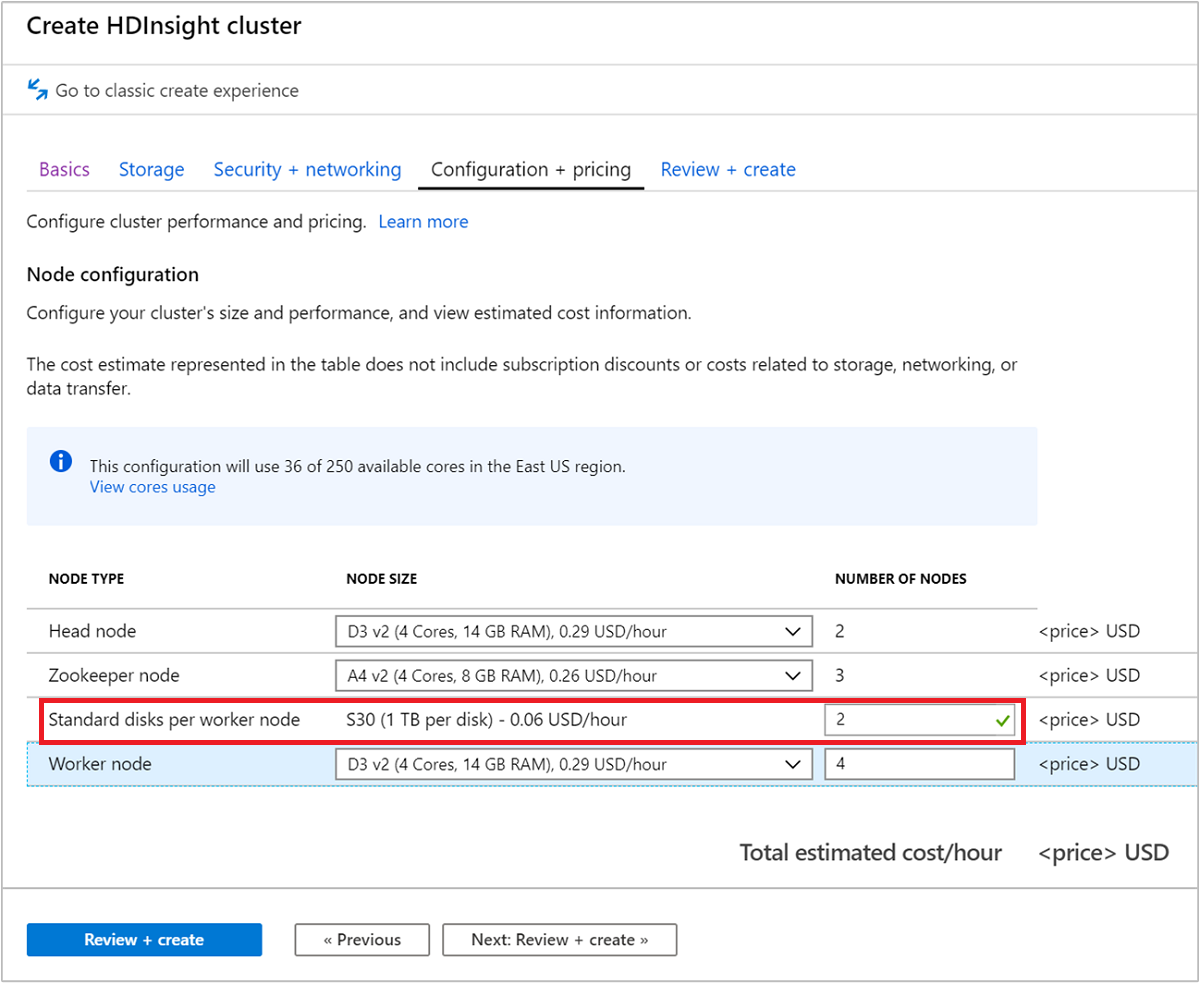 Create HDInsight cluster
Go to classic create experience
Basics Storage Security + networking Configuration + pricing Review + create
Configure cluster performance and pricing. Learn more
Node configuration
Configure your cluster's size and performance, and view estimated cost information.
The cost estimate represented in the table does not include subscription discounts or costs related to storage, networking, or
data transfer.
This configuration will use 36 of 250 available cores in the East US region.
View cores usage
NODE TYPE NODE SIZE NUMBER OF NODES
Head node D3 v2 (4 Cores, 14 GB RAM), 0.29 USD/hour 2 <price> USD
Zookeeper node A4 v2 (4 Cores, 8 GB RAM), 0.26 USD/hour 3 <price> USD
Standard disks per worker node S30 (1 TB per disk) - 0.06 USD/hour 2 <price> USD
Worker node D3 v2 (4 Cores, 14 GB RAM), 0.29 USD/hour 4 <price> USD
Total estimated cost/hour <price> USD
Review + create « Previous Next: Review + create »